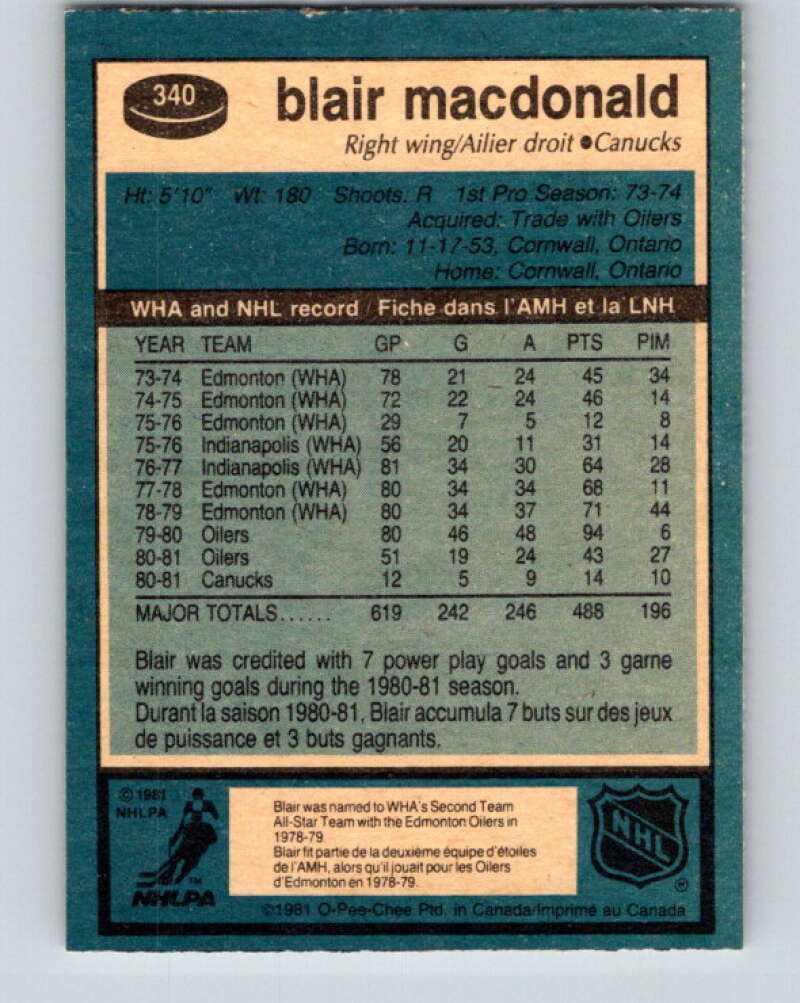 340
blair macdonald
Right wing/Ailier droit ●Canucks
Ht: 5'10" Wt: 180 Shoots: R 1st Pro Season: 73-74
Acquired: Trade with Oilers
Born: 11-17-53, Cornwall, Ontario
Home: Cornwall, Ontario
WHA and NHL record / Fiche dans l'AMH et la LNH
YEAR TEAM GP G A PTS PIM
73-74 Edmonton (WHA) 78 21 24 45 34
74-75 Edmonton (WHA) 72 22 24 46 14
75-76 Edmonton (WHA) 29 7 5 12 8
75-76 Indianapolis (WHA) 56 20 11 31 14
76-77 Indianapolis (WHA) 81 34 30 64 28
77-78 Edmonton (WHA) 80 34 34 68 11
78-79 Edmonton (WHA) 80 34 37 71 44
79-80 Oilers 80 46 48 94 6
80-81 Oilers 51 19 24 43 27
80-81 Canucks 12 5 9 14 10
MAJOR TOTALS...... 619 242 246 488 196
Blair was credited with 7 power play goals and 3 game
winning goals during the 1980-81 season.
Durant la saison 1980-81, Blair accumula 7 buts sur des jeux
de puissance et 3 buts gagnants.
© 1981
NHLPA
NHLPA
TM
Blair was named to WHA's Second Team
All-Star Team with the Edmonton Oilers in
1978-79.
Blair fit partie de la deuxième équipe d'étoiles
de l'AMH, alors qu'il jouait pour les Oilers
d'Edmonton en 1978-79.
NHL
®
©1981 O-Pee-Chee Ptd. in Canada/Imprimé au Canada